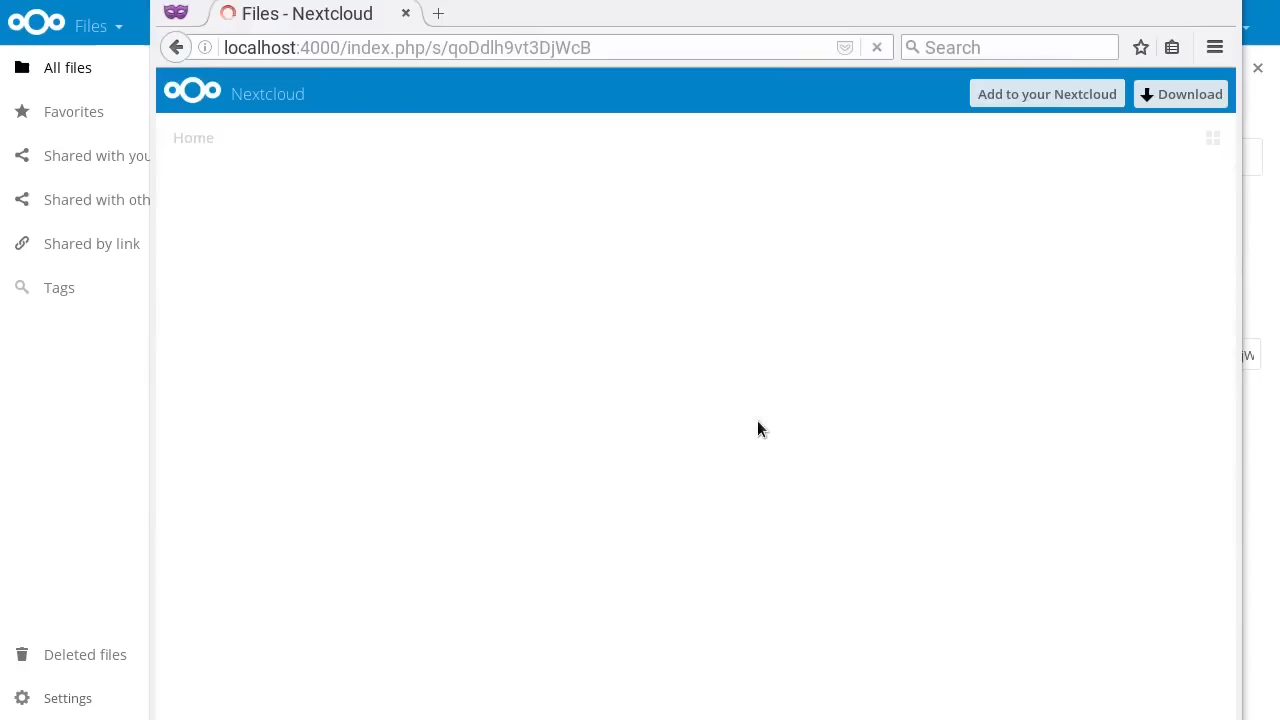 Files
All files
Favorites
Shared with you
Shared with oth
Shared by link
Tags
Deleted files
Settings
Files - Nextcloud
localhost:4000/index.php/s/qoDdlh9vt3DjWcB
Search
Nextcloud
Add to your Nextcloud
Download
Home
jW